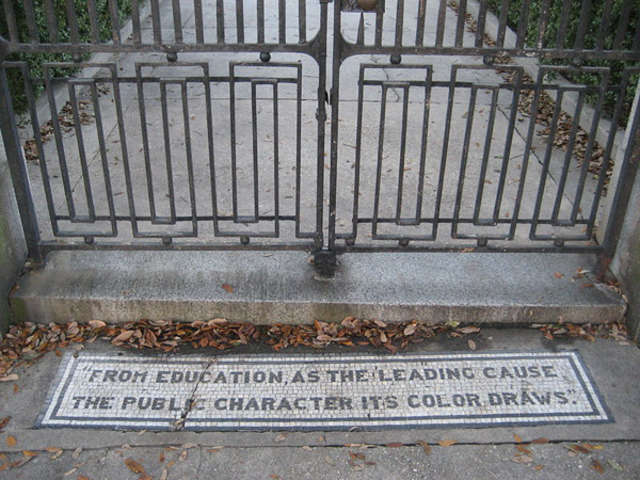 "FROM EDUCATION, AS THE LEADING CAUSE,
THE PUBLIC CHARACTER ITS COLOR DRAWS".